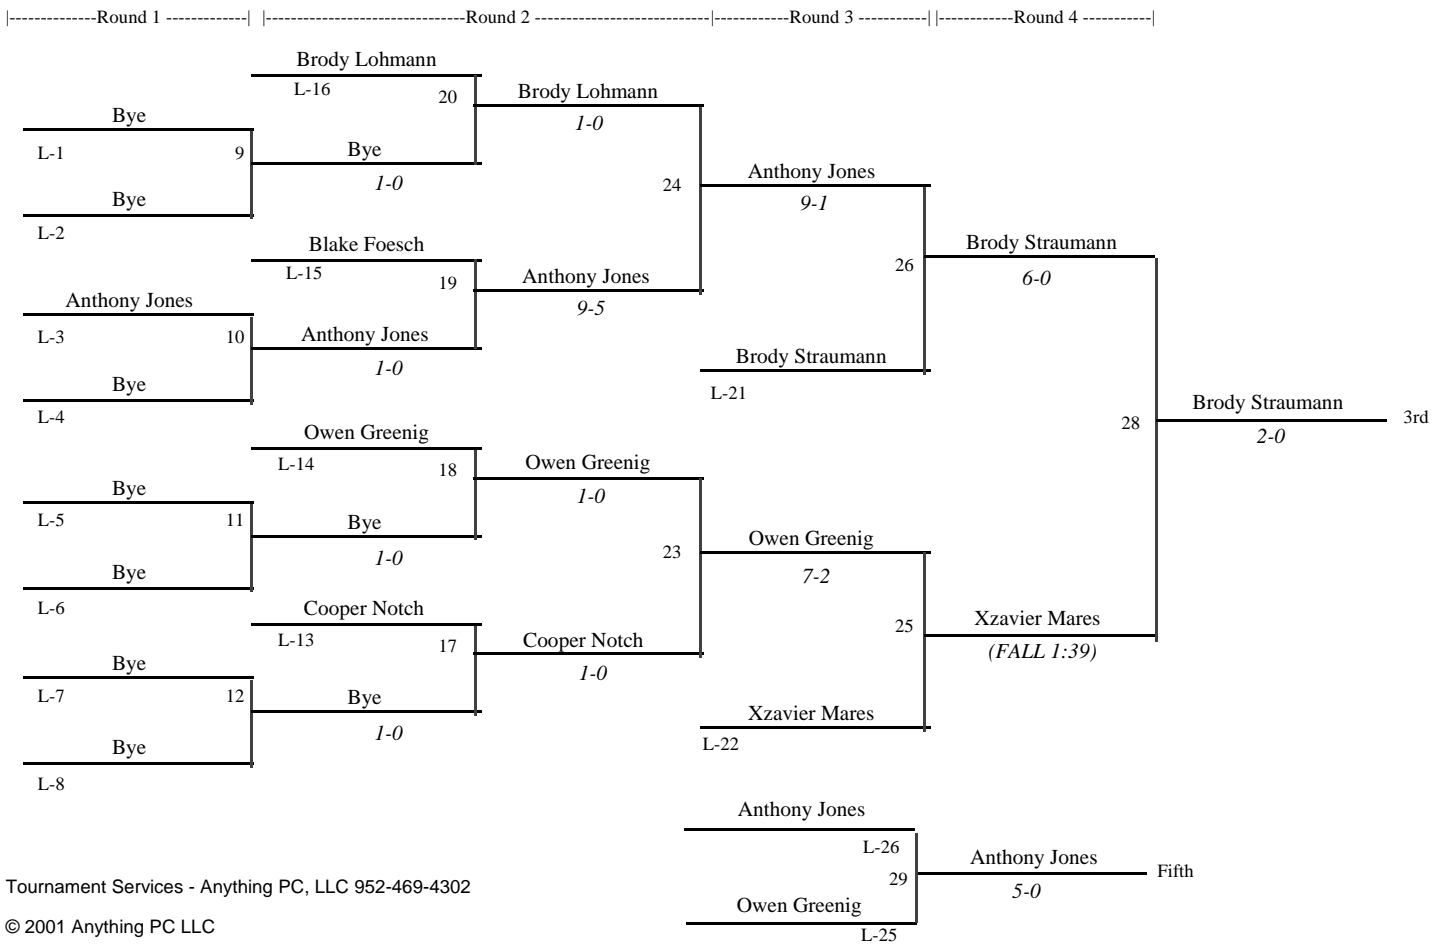 |--------------Round 1 -------------| |-----------------------------Round 2 -------------------------|-----------Round 3 ----------| |-----------Round 4 ----------|
Brody Lohmann
L-16
20
Brody Lohmann
1-0
Bye
L-1
9
Bye
1-0
Bye
L-2
24
Anthony Jones
9-1
Blake Foesch
L-15
19
Anthony Jones
9-5
Anthony Jones
L-3
10
Anthony Jones
1-0
Bye
L-4
26
Brody Straumann
6-0
Brody Straumann
L-21
Owen Greenig
L-14
18
Owen Greenig
1-0
Bye
L-5
11
Bye
1-0
Bye
L-6
23
Owen Greenig
7-2
Cooper Notch
L-13
17
Cooper Notch
1-0
Bye
L-7
12
Bye
1-0
Bye
L-8
25
Xzavier Mares
(FALL 1:39)
Xzavier Mares
L-22
28
Brody Straumann
2-0
3rd
Anthony Jones
L-26
29
Anthony Jones
5-0
Fifth
Owen Greenig
L-25
Tournament Services - Anything PC, LLC 952-469-4302
© 2001 Anything PC LLC